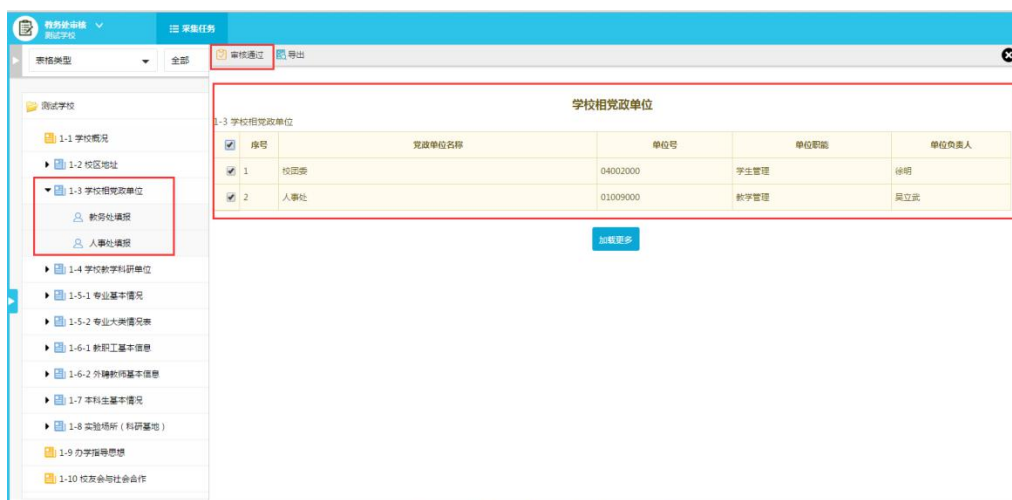 教务处审核
测试学校
采集任务
表格类型
全部
审核通过
导出
测试学校
1-1 学校概况
1-2 校区地址
1-3 学校相党政单位
教务处填报
人事处填报
1-4 学校教学科研单位
1-5-1 专业基本情况
1-5-2 专业大类情况表
1-6-1 教职工基本信息
1-6-2 外聘教师基本信息
1-7 本科生基本情况
1-8 实验场所（科研基地）
1-9 办学指导思想
1-10 校友会与社会合作
学校相党政单位
1-3 学校相党政单位
序号 党政单位名称 单位号 单位职能 单位负责人
1 校团委 04002000 学生管理 徐明
2 人事处 01009000 教学管理 吴立武
加载更多